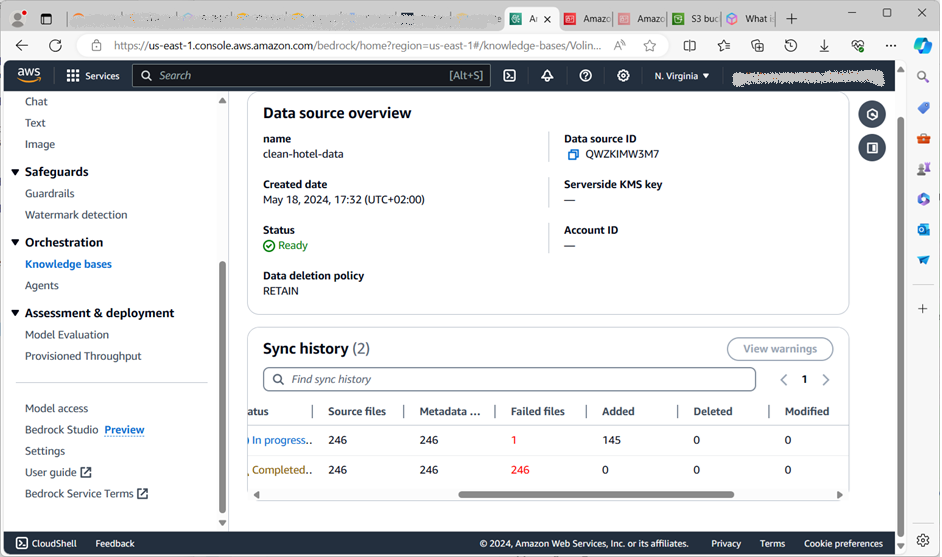 Ar
Amazo
Amazo
S3 buc
What i
https://us-east-1.console.aws.amazon.com/bedrock/home?region=us-east-1#/knowledge-bases/Volin...
aws
Services
Search
[Alt+S]
N. Virginia
Chat
Text
Image
Safeguards
Guardrails
Watermark detection
Orchestration
Knowledge bases
Agents
Assessment & deployment
Model Evaluation
Provisioned Throughput
Model access
Bedrock Studio Preview
Settings
User guide
Bedrock Service Terms
Data source overview
name
clean-hotel-data
Data source ID
QWZKIMW3M7
Created date
May 18, 2024, 17:32 (UTC+02:00)
Serverside KMS key
—
Status
Ready
Account ID
—
Data deletion policy
RETAIN
Sync history (2)
View warnings
Find sync history
1
atus Source files Metadata ... Failed files Added Deleted Modified
In progress.. 246 246 1 145 0 0
Completed.. 246 246 246 0 0 0
CloudShell Feedback © 2024, Amazon Web Services, Inc. or its affiliates. Privacy Terms Cookie preferences